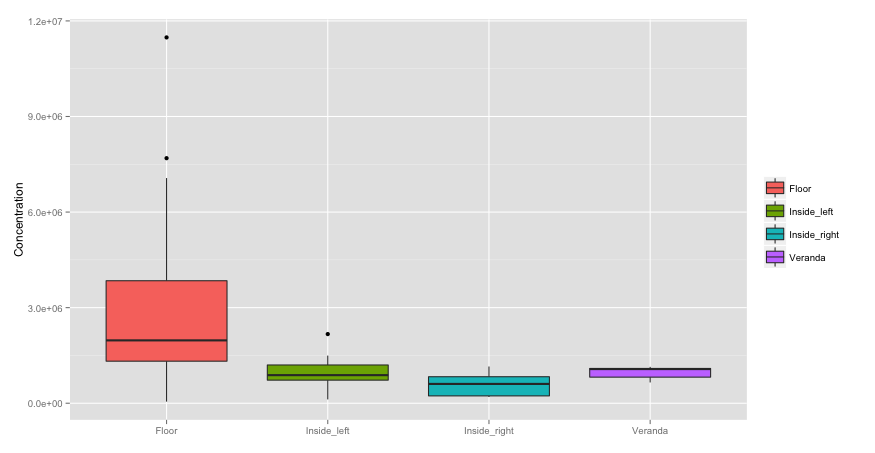 Concentration
1.2e+07
9.0e+06
6.0e+06
3.0e+06
0.0e+00
Floor
Inside_left
Inside_right
Veranda
Floor
Inside_left
Inside_right
Veranda